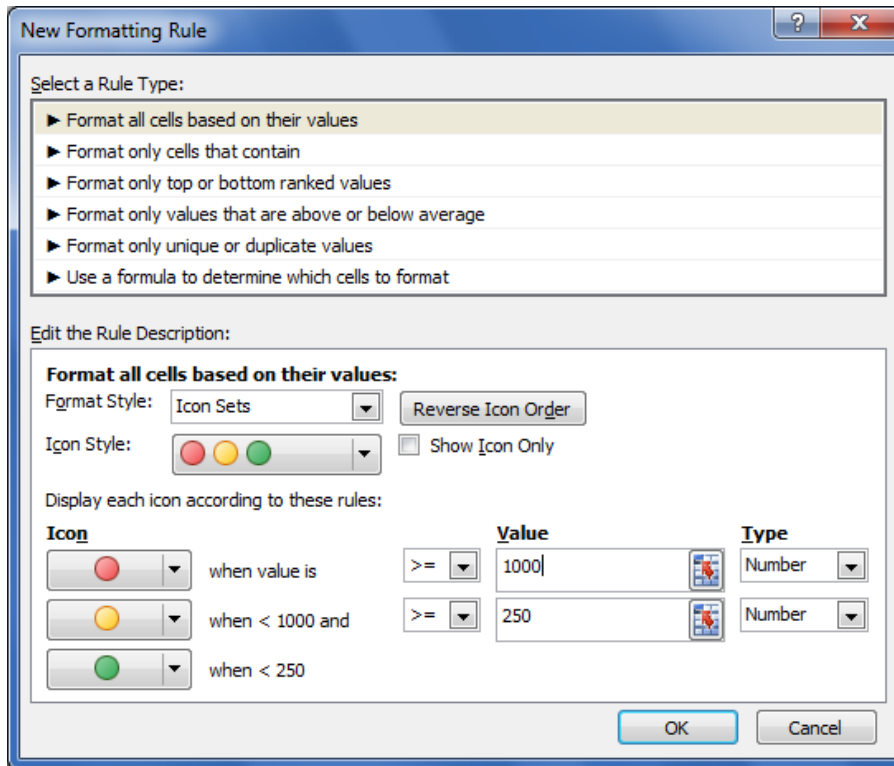 New Formatting Rule
Select a Rule Type:
► Format all cells based on their values
► Format only cells that contain
► Format only top or bottom ranked values
► Format only values that are above or below average
► Format only unique or duplicate values
► Use a formula to determine which cells to format
Edit the Rule Description:
Format all cells based on their values:
Format Style: Icon Sets Reverse Icon Order
Icon Style: Show Icon Only
Display each icon according to these rules:
Icon Value Type
when value is >= 1000 Number
when < 1000 and >= 250 Number
when < 250
OK Cancel